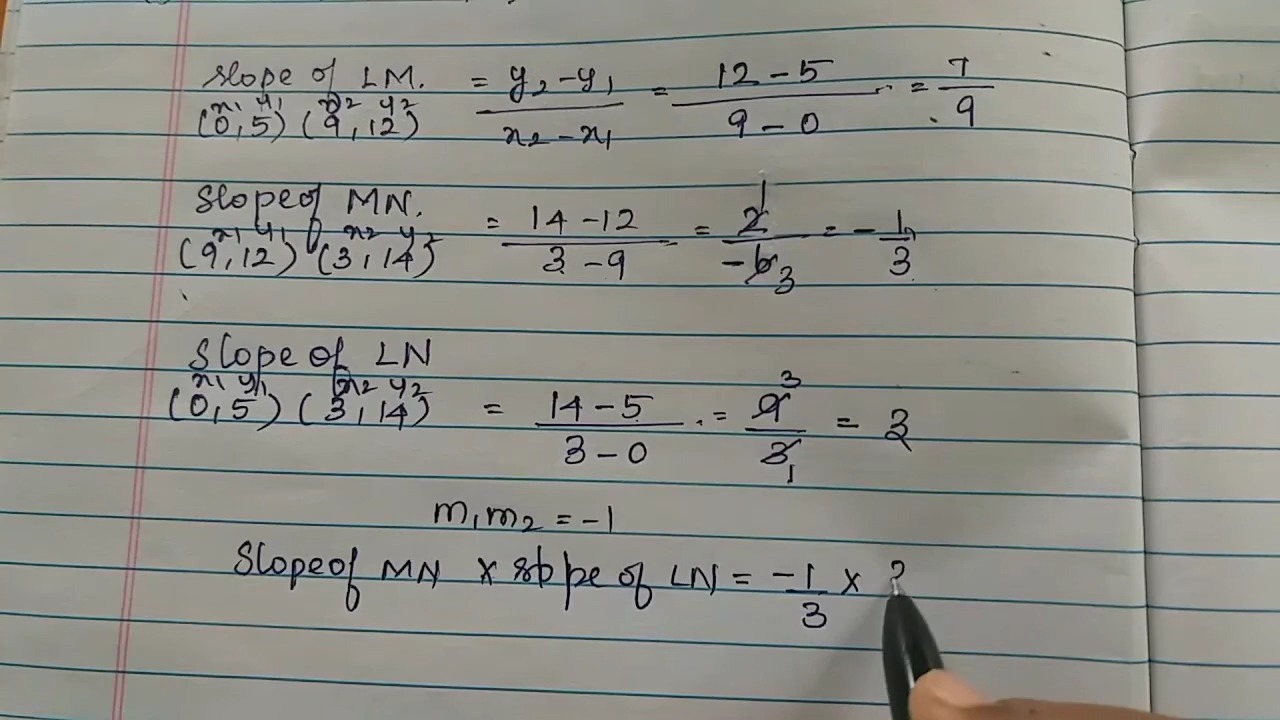 slope of LM. = y₂ - y₁ / x₂ - x₁ = 12 - 5 / 9 - 0 = 7 / 9
x₁ y₁ x₂ y₂
(0,5) (9,12)
Slope of MN. = 14 - 12 / 3 - 9 = 2 1 / - 6 3 = - 1 / 3
x₁ y₁ x₂ y₂
(9,12) (3,14)
Slope of LN
x₁ y₁ x₂ y₂
(0,5) (3,14) = 14 - 5 / 3 - 0 = 9 3 / 3 1 = 3
m₁m₂ = -1
Slope of MN x slope of LN = -1 / 3 x